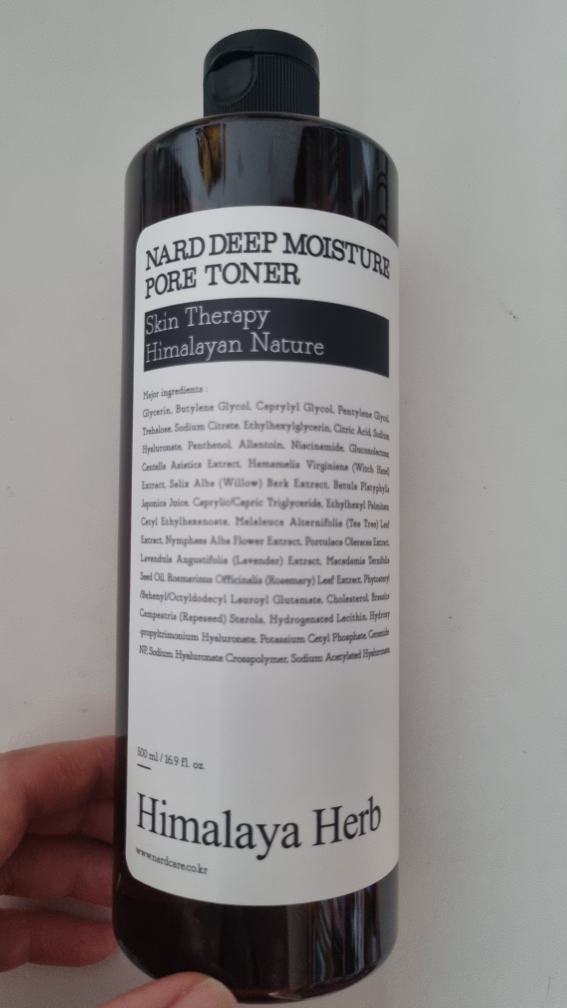 NARD DEEP MOISTURE
PORE TONER
Skin Therapy
Himalayan Nature
Major ingredients :
Glycerin, Butylene Glycol, Caprylyl Glycol, Pentylene Glycol,
Trehalose, Sodium Citrate, Ethylhexylglycerin, Citric Acid, Sodium
Hyaluronate, Panthenol, Allantoin, Niacinamide, Gluconolactone,
Centella Asiatica Extract, Hamamelis Virginiana (Witch Hazel)
Extract, Salix Alba (Willow) Bark Extract, Betula Platyphylla
Japonica Juice, Caprylic/Capric Triglyceride, Ethylhexyl Palmitate,
Cetyl Ethylhexanoate, Melaleuca Alternifolia (Tea Tree) Leaf
Extract, Nymphaea Alba Flower Extract, Portulaca Oleracea Extract,
Lavandula Angustifolia (Lavender) Extract, Macadamia Ternifolia
Seed Oil, Rosmarinus Officinalis (Rosemary) Leaf Extract, Phytosteryl
/Behenyl/Octyldodecyl Lauroyl Glutamate, Cholesterol, Brassica
Campestris (Rapeseed) Sterols, Hydrogenated Lecithin, Hydroxy
-propyltrimonium Hyaluronate, Potassium Cetyl Phosphate, Ceramide
NP, Sodium Hyaluronate Crosspolymer, Sodium Acetylated Hyaluronate
500 ml / 16.9 fl. oz.
Himalaya Herb
www.nardcare.co.kr